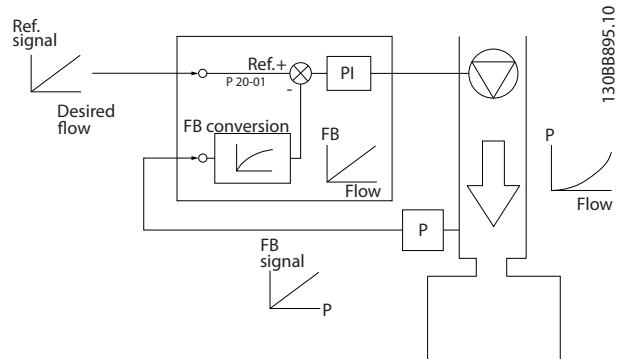 Ref.
signal
Desired
flow
Ref.+
P 20-01
-
PI
FB conversion
FB
Flow
P
FB
signal
P
P
Flow
130BB895.10